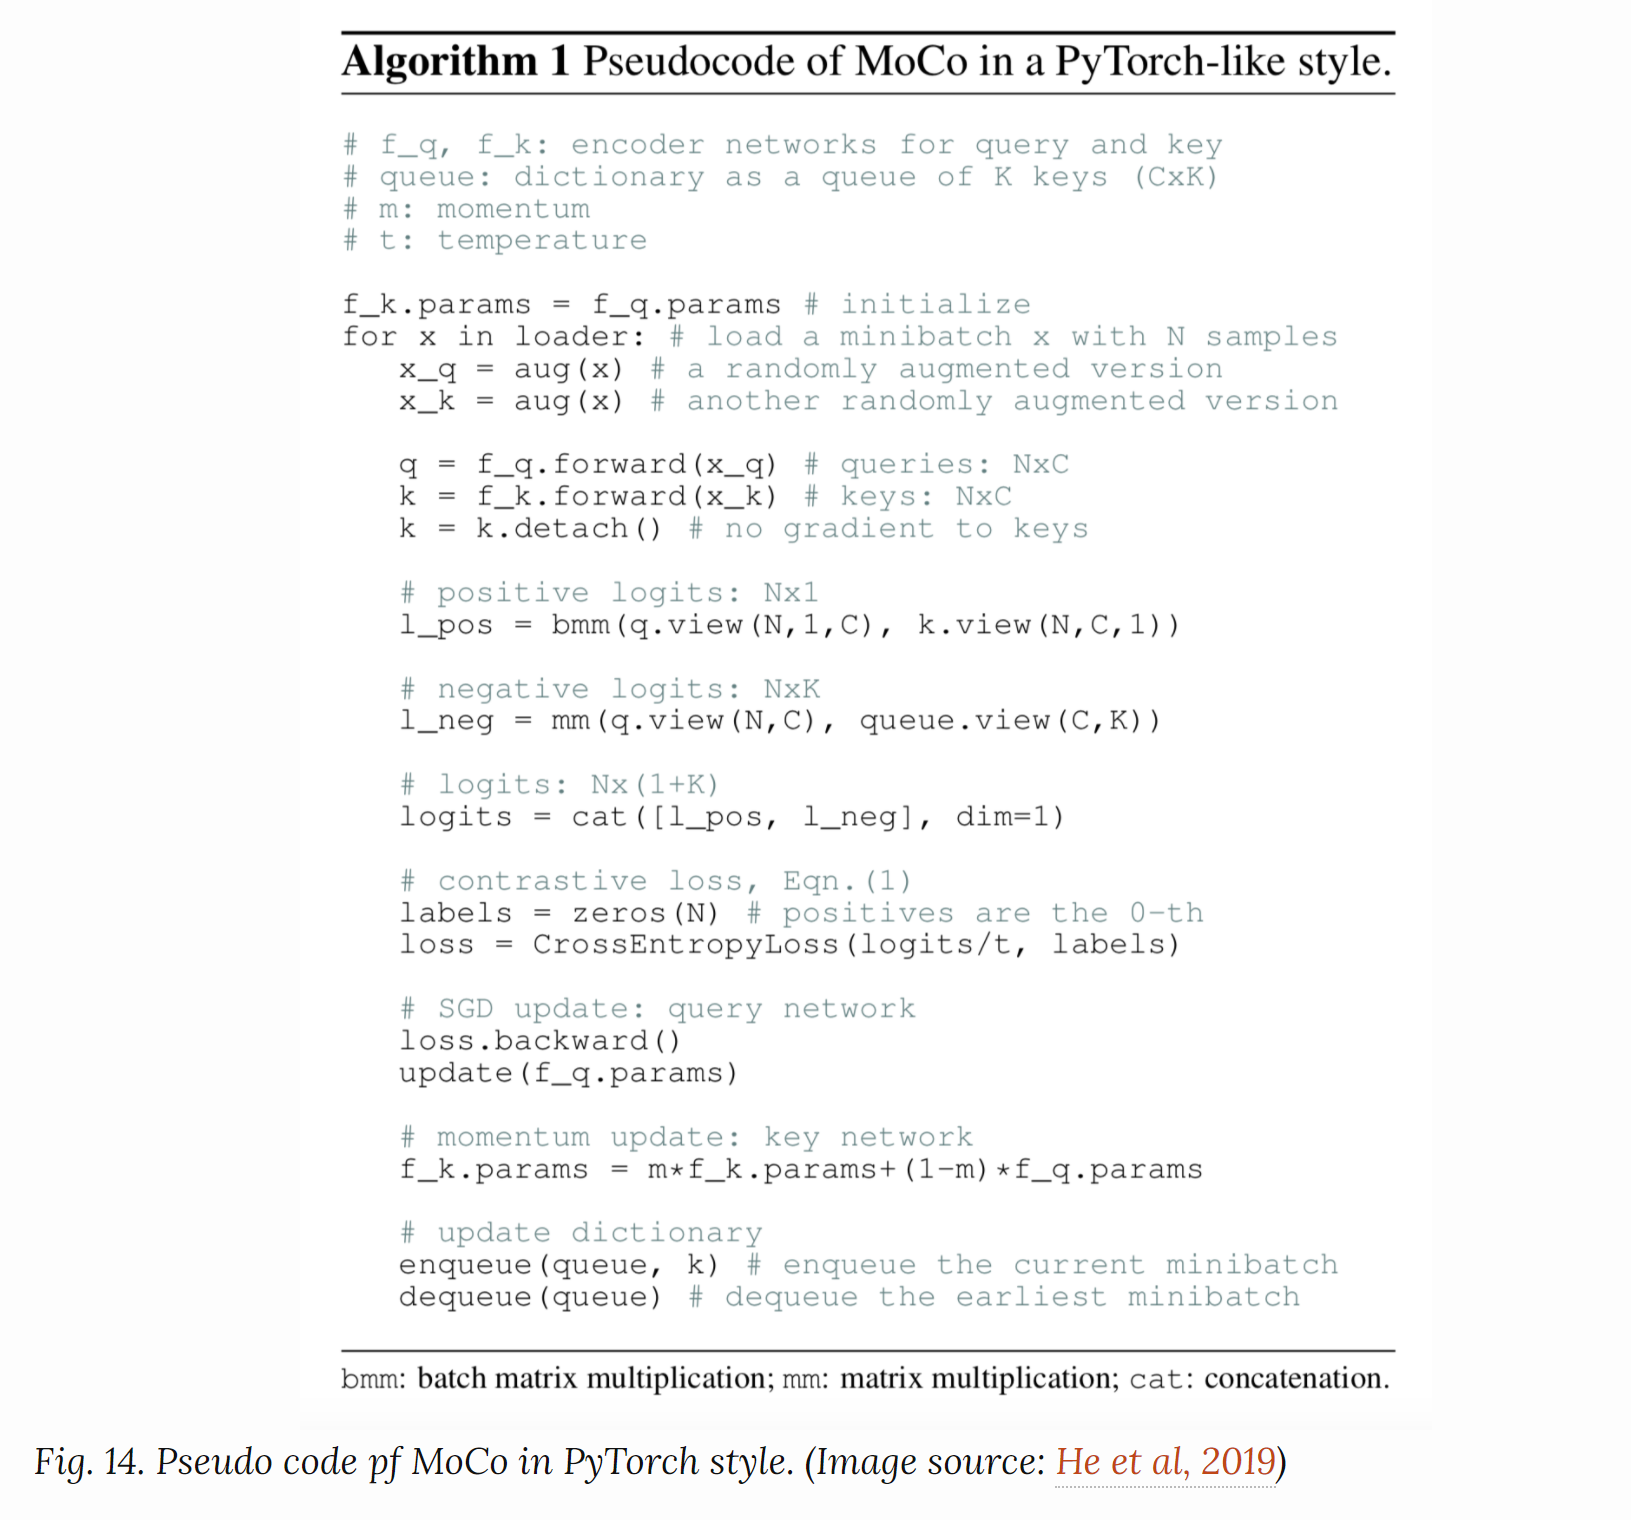 Algorithm 1 Pseudocode of MoCo in a PyTorch-like style.
# f_q, f_k: encoder networks for query and key
# queue: dictionary as a queue of K keys (CxK)
# m: momentum
# t: temperature
f_k.params = f_q.params # initialize
for x in loader: # load a minibatch x with N samples
x_q = aug(x) # a randomly augmented version
x_k = aug(x) # another randomly augmented version
q = f_q.forward(x_q) # queries: NxC
k = f_k.forward(x_k) # keys: NxC
k = k.detach() # no gradient to keys
# positive logits: Nx1
l_pos = bmm(q.view(N,1,C), k.view(N,C,1))
# negative logits: NxK
l_neg = mm(q.view(N,C), queue.view(C,K))
# logits: Nx(1+K)
logits = cat([l_pos, l_neg], dim=1)
# contrastive loss, Eqn.(1)
labels = zeros(N) # positives are the 0-th
loss = CrossEntropyLoss(logits/t, labels)
# SGD update: query network
loss.backward()
update(f_q.params)
# momentum update: key network
f_k.params = m*f_k.params+(1-m)*f_q.params
# update dictionary
enqueue(queue, k) # enqueue the current minibatch
dequeue(queue) # dequeue the earliest minibatch
bmm: batch matrix multiplication; mm: matrix multiplication; cat: concatenation.
Fig. 14. Pseudo code pf MoCo in PyTorch style. (Image source: He et al, 2019)